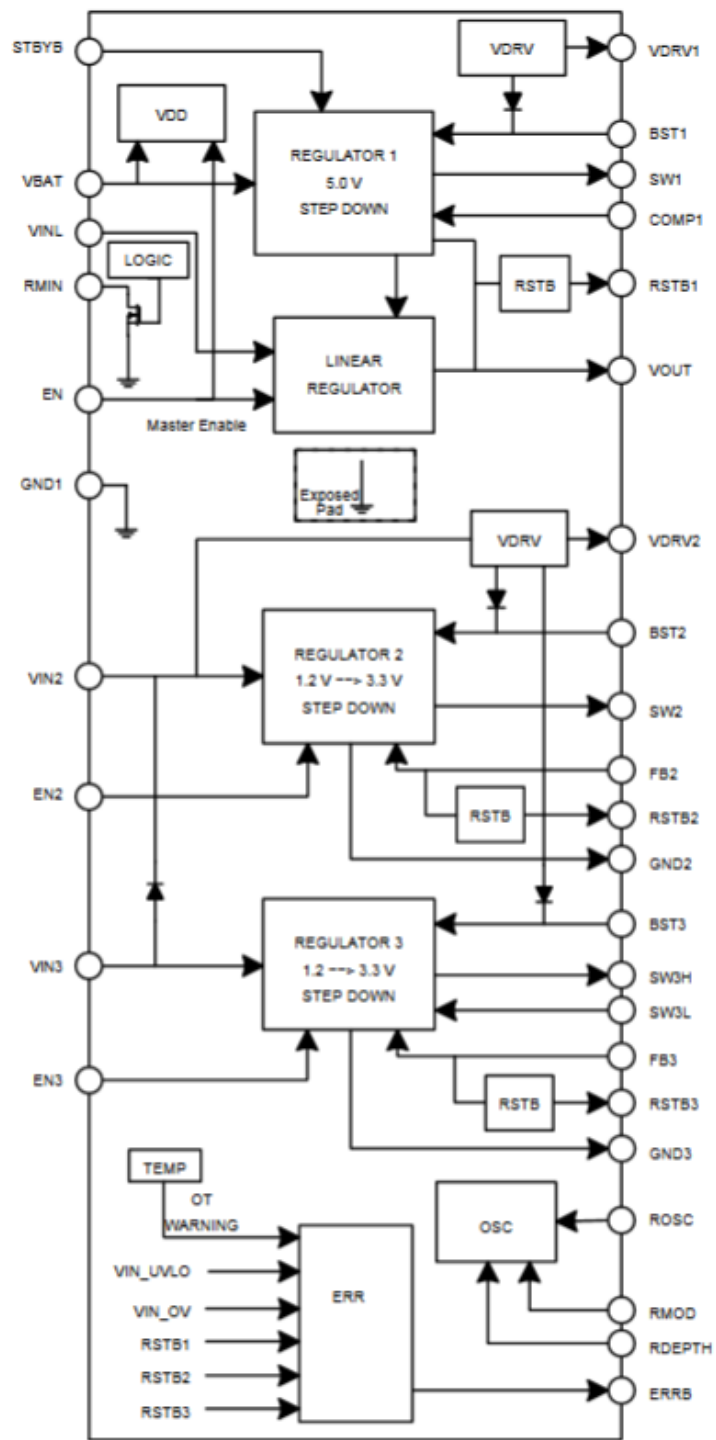 STBYB
VDRV
VDRV1
VDD
BST1
REGULATOR 1
5.0 V
STEP DOWN
VBAT
SW1
COMP1
VINL
LOGIC
RMIN
RSTB
RSTB1
LINEAR
REGULATOR
VOUT
EN
Master Enable
GND1
Exposed
Pad
VDRV
VDRV2
BST2
REGULATOR 2
1.2 V --> 3.3 V
STEP DOWN
VIN2
SW2
FB2
EN2
RSTB
RSTB2
GND2
BST3
REGULATOR 3
1.2 --> 3.3 V
STEP DOWN
VIN3
SW3H
SW3L
FB3
EN3
RSTB
RSTB3
GND3
TEMP
OT
WARNING
OSC
ROSC
VIN_UVLO
ERR
VIN_OV
RMOD
RSTB1
RDEPTH
RSTB2
ERRB
RSTB3